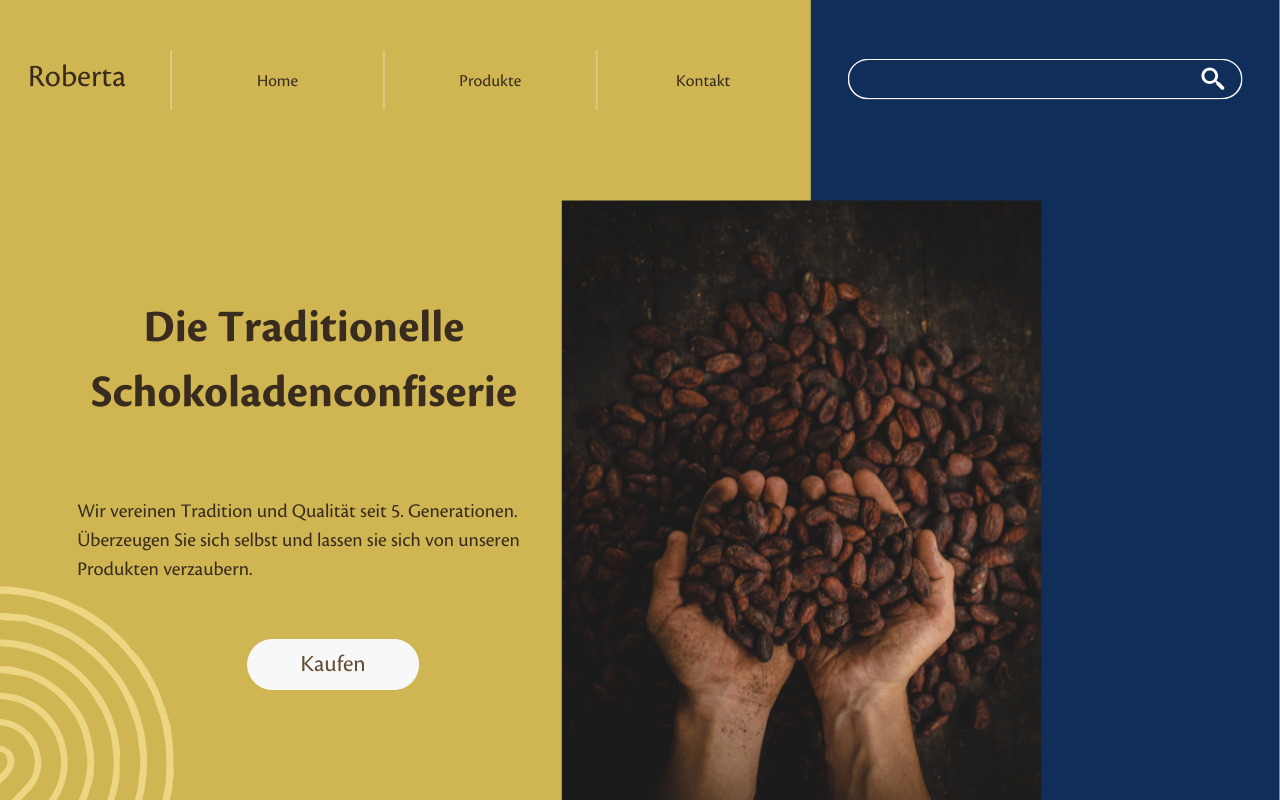 Roberta
Home
Produkte
Kontakt
Die Traditionelle
Schokoladenconfiserie
Wir vereinen Tradition und Qualität seit 5. Generationen.
Überzeugen Sie sich selbst und lassen sie sich von unseren
Produkten verzaubern.
Kaufen